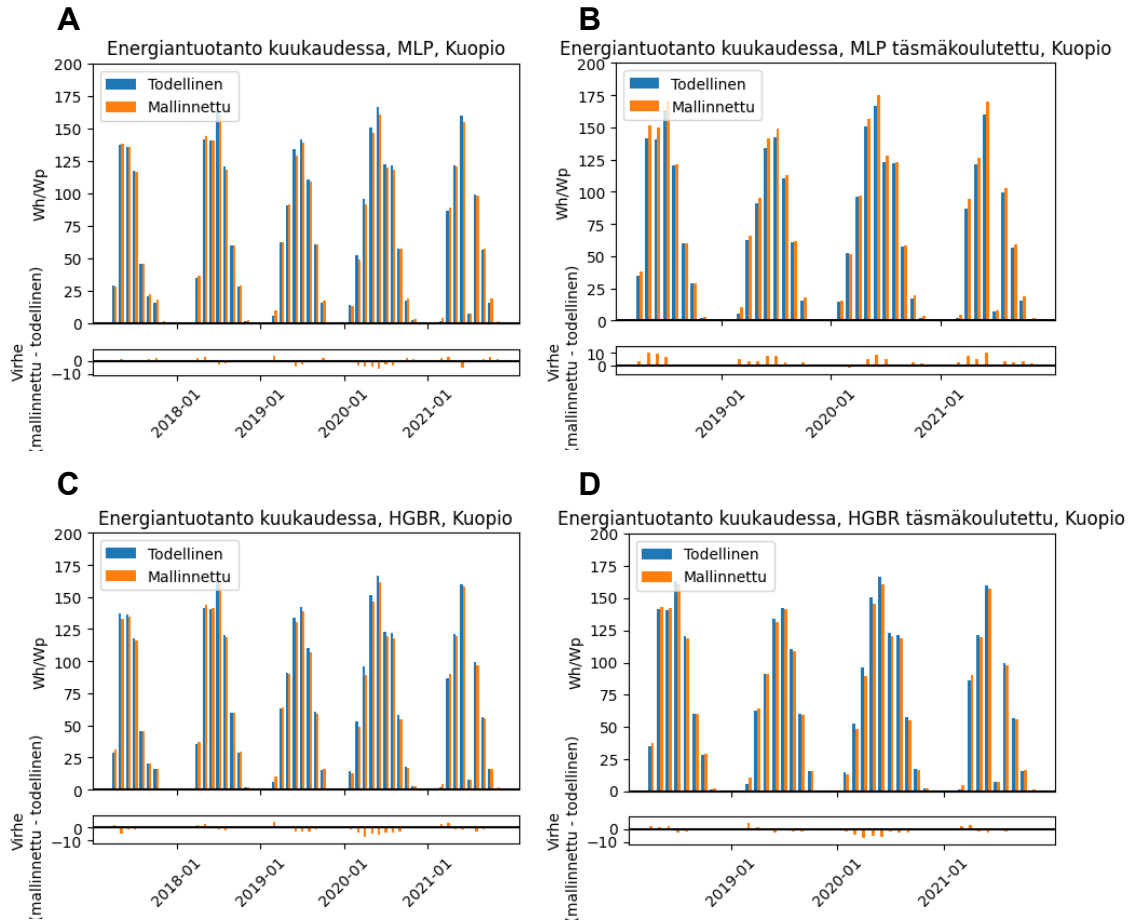 A
Energiantuotanto kuukaudessa, MLP, Kuopio
Todellinen
Mallinnettu
Wh/Wp
200
175
150
125
100
75
50
25
0
Virhe
(mallinnettu - todellinen)
0
−10
2018-01
2019-01
2020-01
2021-01
B
Energiantuotanto kuukaudessa, MLP täsmäkoulutettu, Kuopio
Todellinen
Mallinnettu
Wh/Wp
200
175
150
125
100
75
50
25
0
Virhe
(mallinnettu - todellinen)
10
0
2019-01
2020-01
2021-01
C
Energiantuotanto kuukaudessa, HGBR, Kuopio
Todellinen
Mallinnettu
Wh/Wp
200
175
150
125
100
75
50
25
0
Virhe
(mallinnettu - todellinen)
0
−10
2018-01
2019-01
2020-01
2021-01
D
Energiantuotanto kuukaudessa, HGBR täsmäkoulutettu, Kuopio
Todellinen
Mallinnettu
Wh/Wp
200
175
150
125
100
75
50
25
0
Virhe
(mallinnettu - todellinen)
0
−10
2019-01
2020-01
2021-01